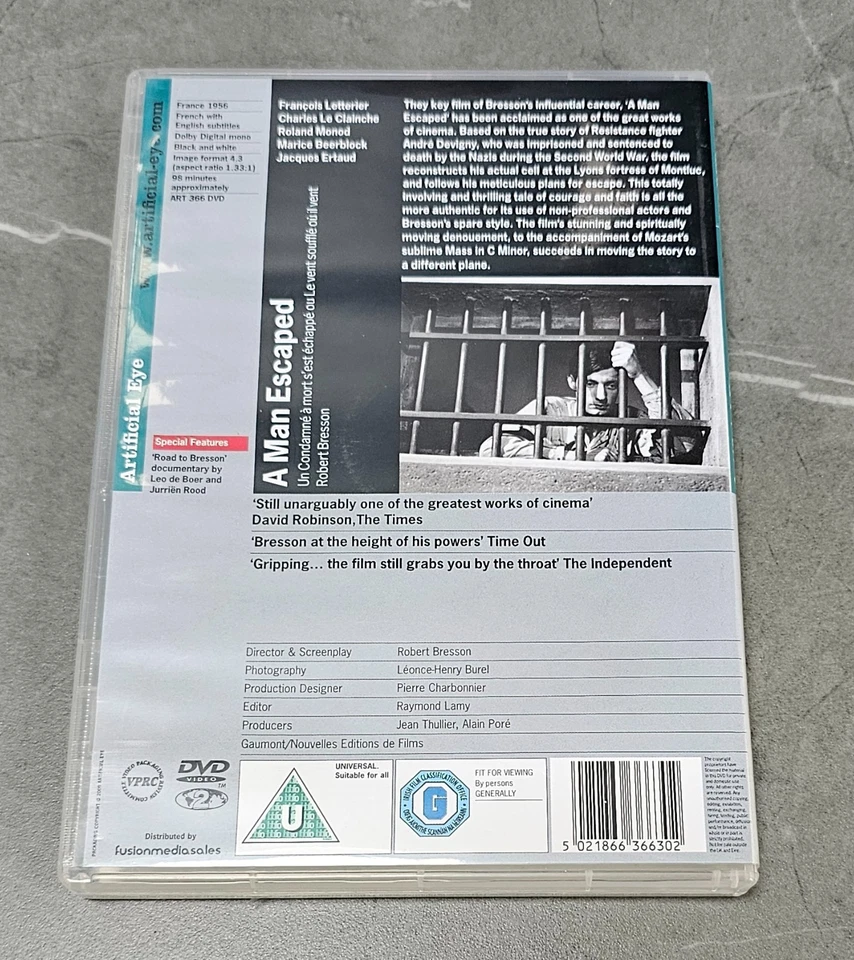 www.artificial-eye.com
Artificial Eye
France 1956
French with
English subtitles
Dolby Digital mono
Black and white
Image format 4.3
(aspect ratio 1.33:1)
98 minutes
approximately
ART 366 DVD
Special Features
'Road to Bresson'
documentary by
Leo de Boer and
Jurriën Rood
A Man Escaped
Un Condamné à mort s'est échappé ou Le vent souffle où il vent
Robert Bresson
François Letterier
Charles Le Clainche
Roland Monod
Marice Beerblock
Jacques Ertaud
They key film of Bresson's influential career, 'A Man
Escaped' has been acclaimed as one of the great works
of cinema. Based on the true story of Resistance fighter
André Devigny, who was imprisoned and sentenced to
death by the Nazis during the Second World War, the film
reconstructs his actual cell at the Lyons fortress of Montluc,
and follows his meticulous plans for escape. This totally
involving and thrilling tale of courage and faith is all the
more authentic for its use of non-professional actors and
Bresson's spare style. The film's stunning and spiritually
moving denouement, to the accompaniment of Mozart's
sublime Mass in C Minor, succeeds in moving the story to
a different plane.
'Still unarguably one of the greatest works of cinema'
David Robinson, The Times
'Bresson at the height of his powers' Time Out
'Gripping... the film still grabs you by the throat' The Independent
Director & Screenplay Robert Bresson
Photography Léonce-Henry Burel
Production Designer Pierre Charbonnier
Editor Raymond Lamy
Producers Jean Thullier, Alain Poré
Gaumont/Nouvelles Editions de Films
VIDEO PACKAGING REVIEW COMMITTEE
VPRC
DVD
VIDEO
TM
2
Distributed by
fusionmediasales
U
UNIVERSAL.
Suitable for all
IRISH FILM CLASSIFICATION OFFICE
G
FIT FOR VIEWING
By persons
GENERALLY
5 021866 366302